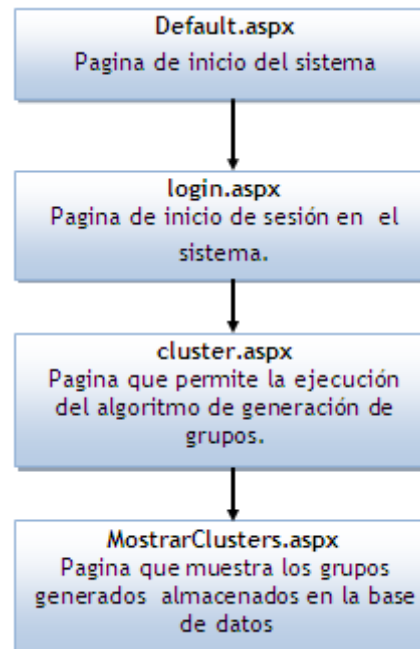 Default.aspx
Pagina de inicio del sistema
login.aspx
Pagina de inicio de sesión en el
sistema.
cluster.aspx
Pagina que permite la ejecución
del algoritmo de generación de
grupos.
MostrarClusters.aspx
Pagina que muestra los grupos
generados almacenados en la base
de datos